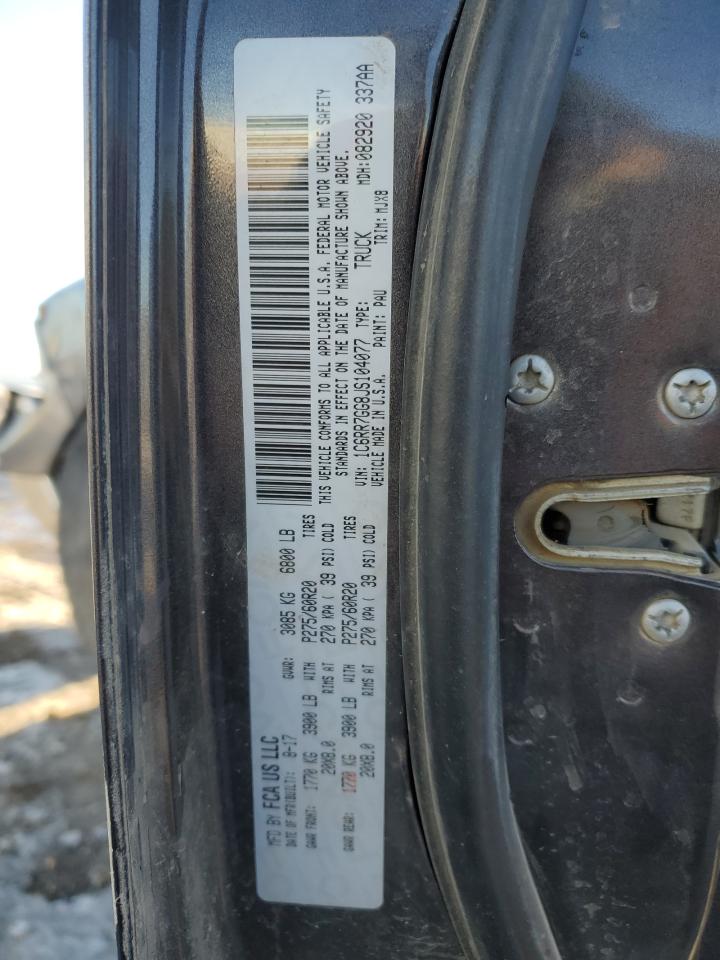 MFD BY FCA US LLC
DATE OF MFR(BUILT): 8-17 GVWR: 3085 KG 6800 LB
GAWR FRONT: 1770 KG 3900 LB WITH P275/60R20 TIRES
20X8.0 RIMS AT 270 KPA ( 39 PSI) COLD
GAWR REAR: 1770 KG 3900 LB WITH P275/60R20 TIRES
20X8.0 RIMS AT 270 KPA ( 39 PSI) COLD
THIS VEHICLE CONFORMS TO ALL APPLICABLE U.S.A. FEDERAL MOTOR VEHICLE SAFETY
STANDARDS IN EFFECT ON THE DATE OF MANUFACTURE SHOWN ABOVE.
VIN: 1C6RR7GG8JS104077 TYPE: TRUCK MDH:082920 337AA
VEHICLE MADE IN U.S.A. PAINT: PAU TRIM: MJX8